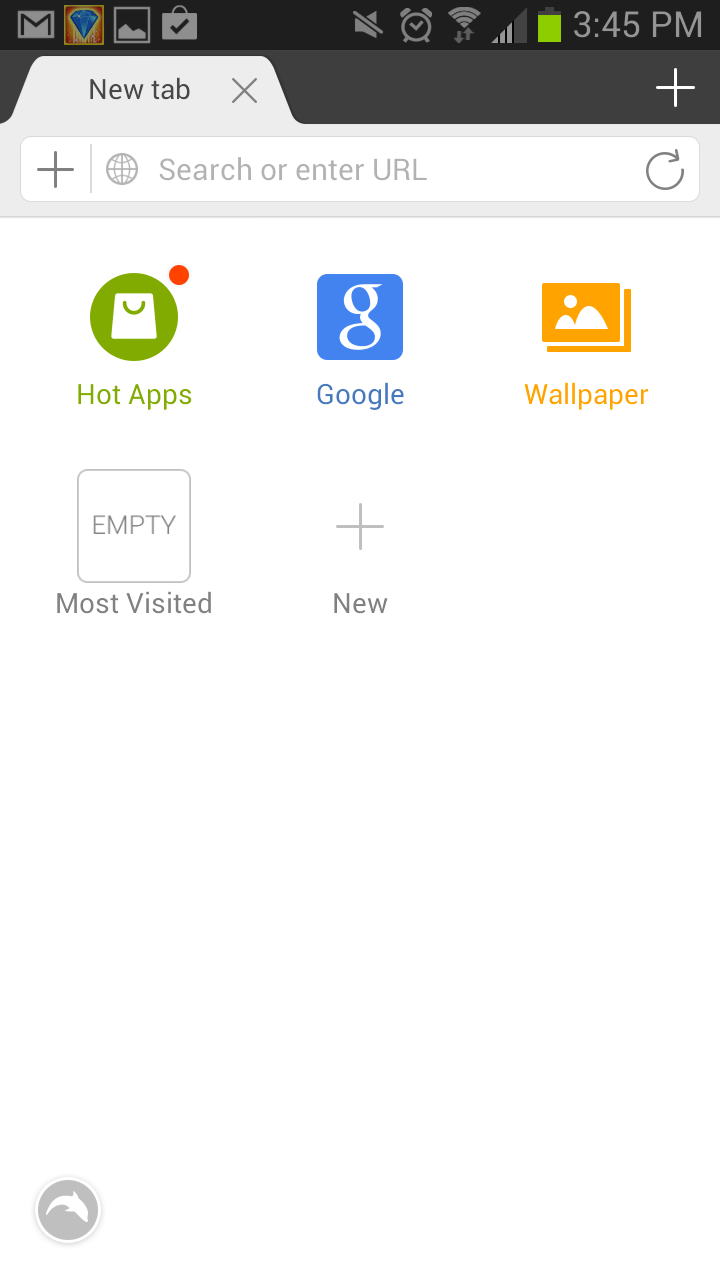 3:45 PM
New tab
Search or enter URL
g
Hot Apps
Google
Wallpaper
EMPTY
Most Visited
New